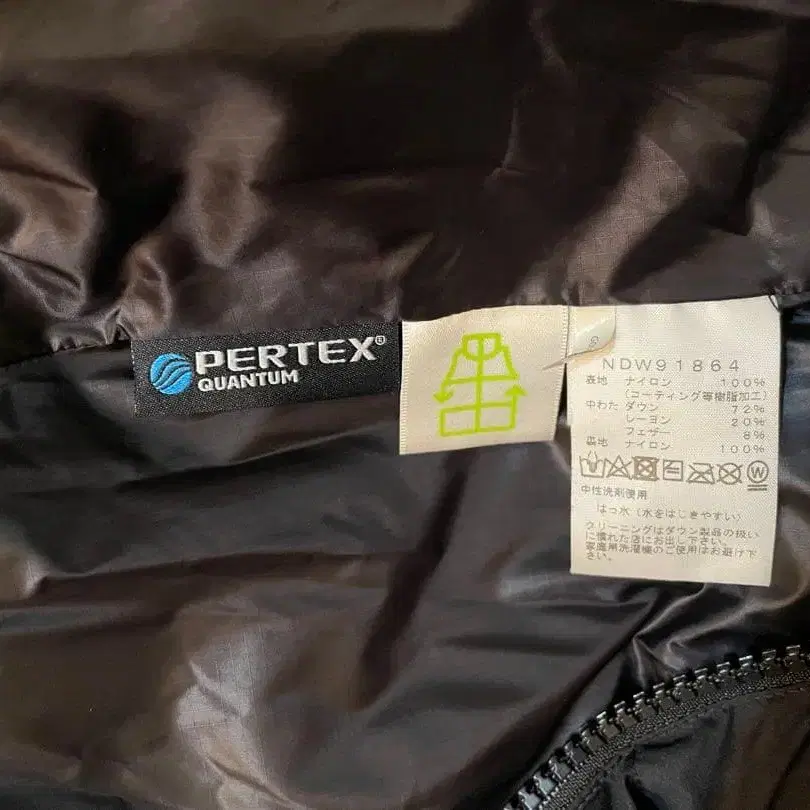 PERTEX®
QUANTUM
S
NDW91864
表地 ナイロン 100%
(コーティング等樹脂加工)
中わた ダウン 72%
レーヨン 20%
フェザー 8%
裏地 ナイロン 100%
W
中性洗剤使用
はっ水(水をはじきやすい)
クリーニングはダウン製品の扱い
に慣れた店にお出し下さい。
家庭用洗濯機のご使用はお避け下
さい。